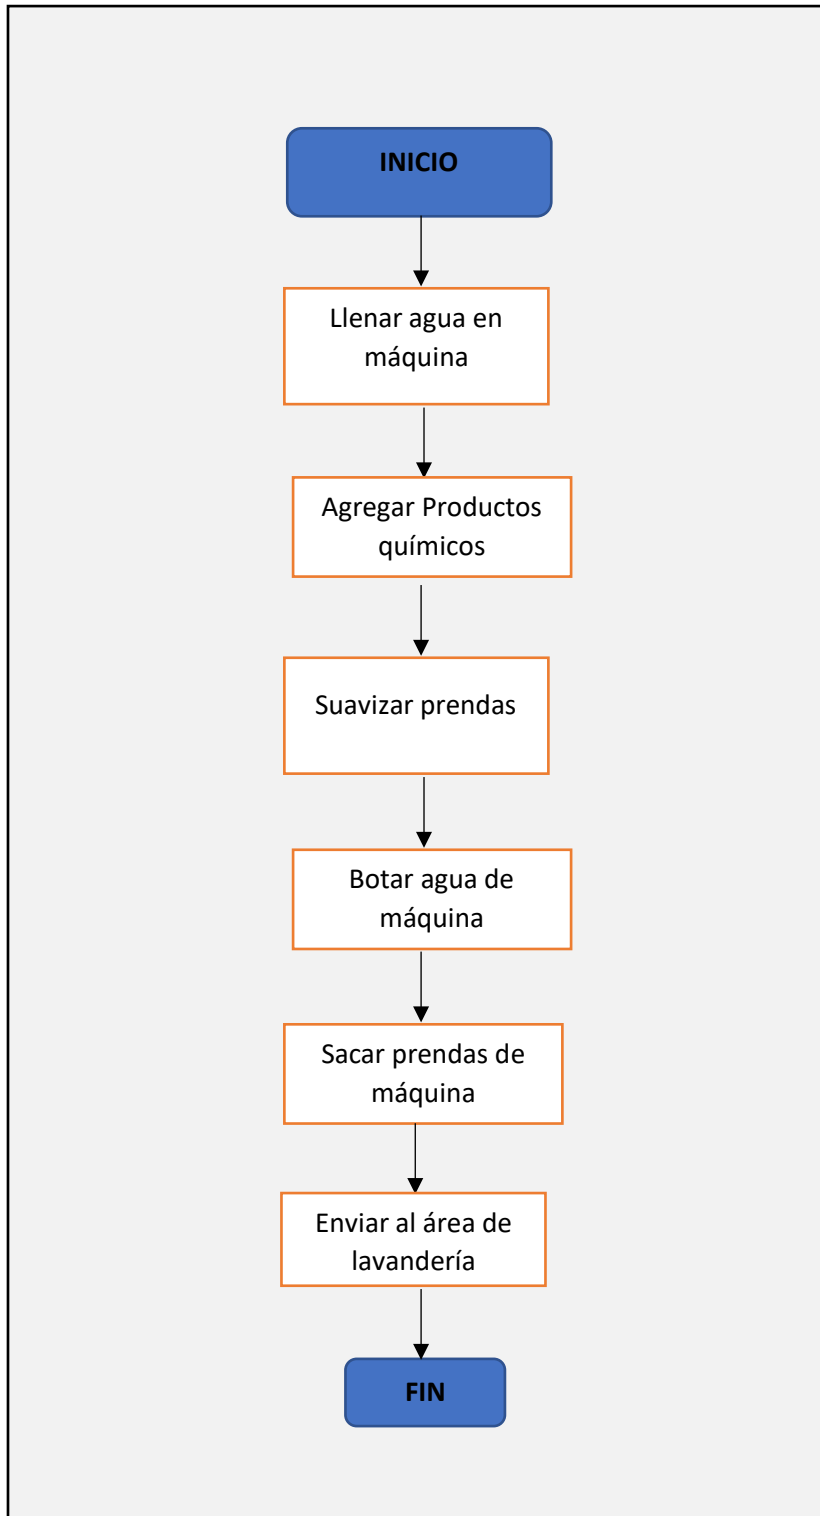 INICIO
Llenar agua en
máquina
Agregar Productos
químicos
Suavizar prendas
Botar agua de
máquina
Sacar prendas de
máquina
Enviar al área de
lavandería
FIN